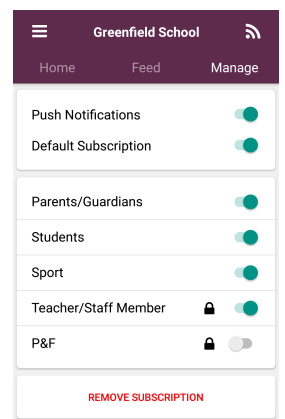 Greenfield School
Home Feed Manage
Push Notifications
Default Subscription
Parents/Guardians
Students
Sport
Teacher/Staff Member
P&F
REMOVE SUBSCRIPTION